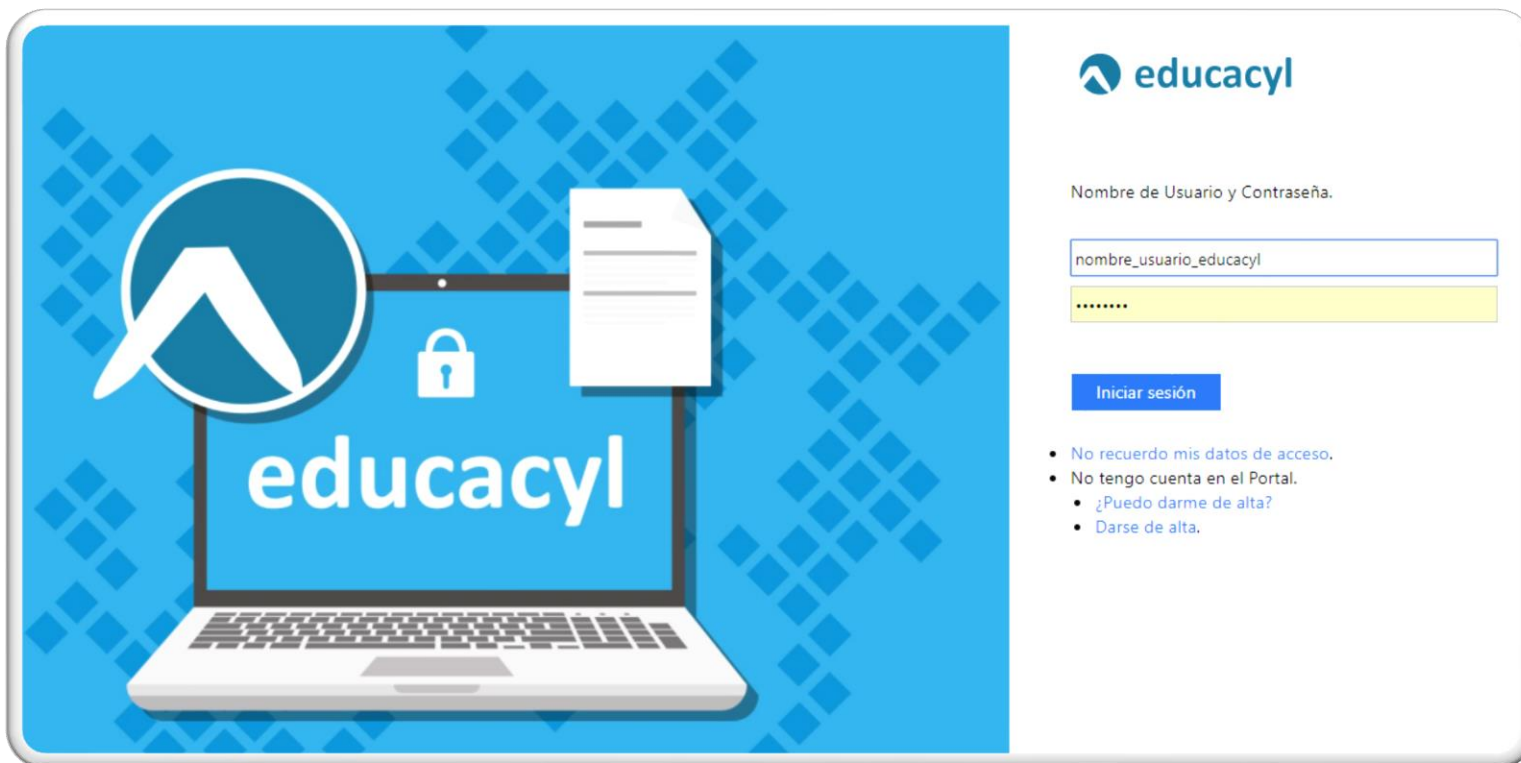 educacyl
educacyl
Nombre de Usuario y Contraseña.
nombre_usuario_educacyl
••••••••
Iniciar sesión
No recuerdo mis datos de acceso.
No tengo cuenta en el Portal.
¿Puedo darme de alta?
Darse de alta.